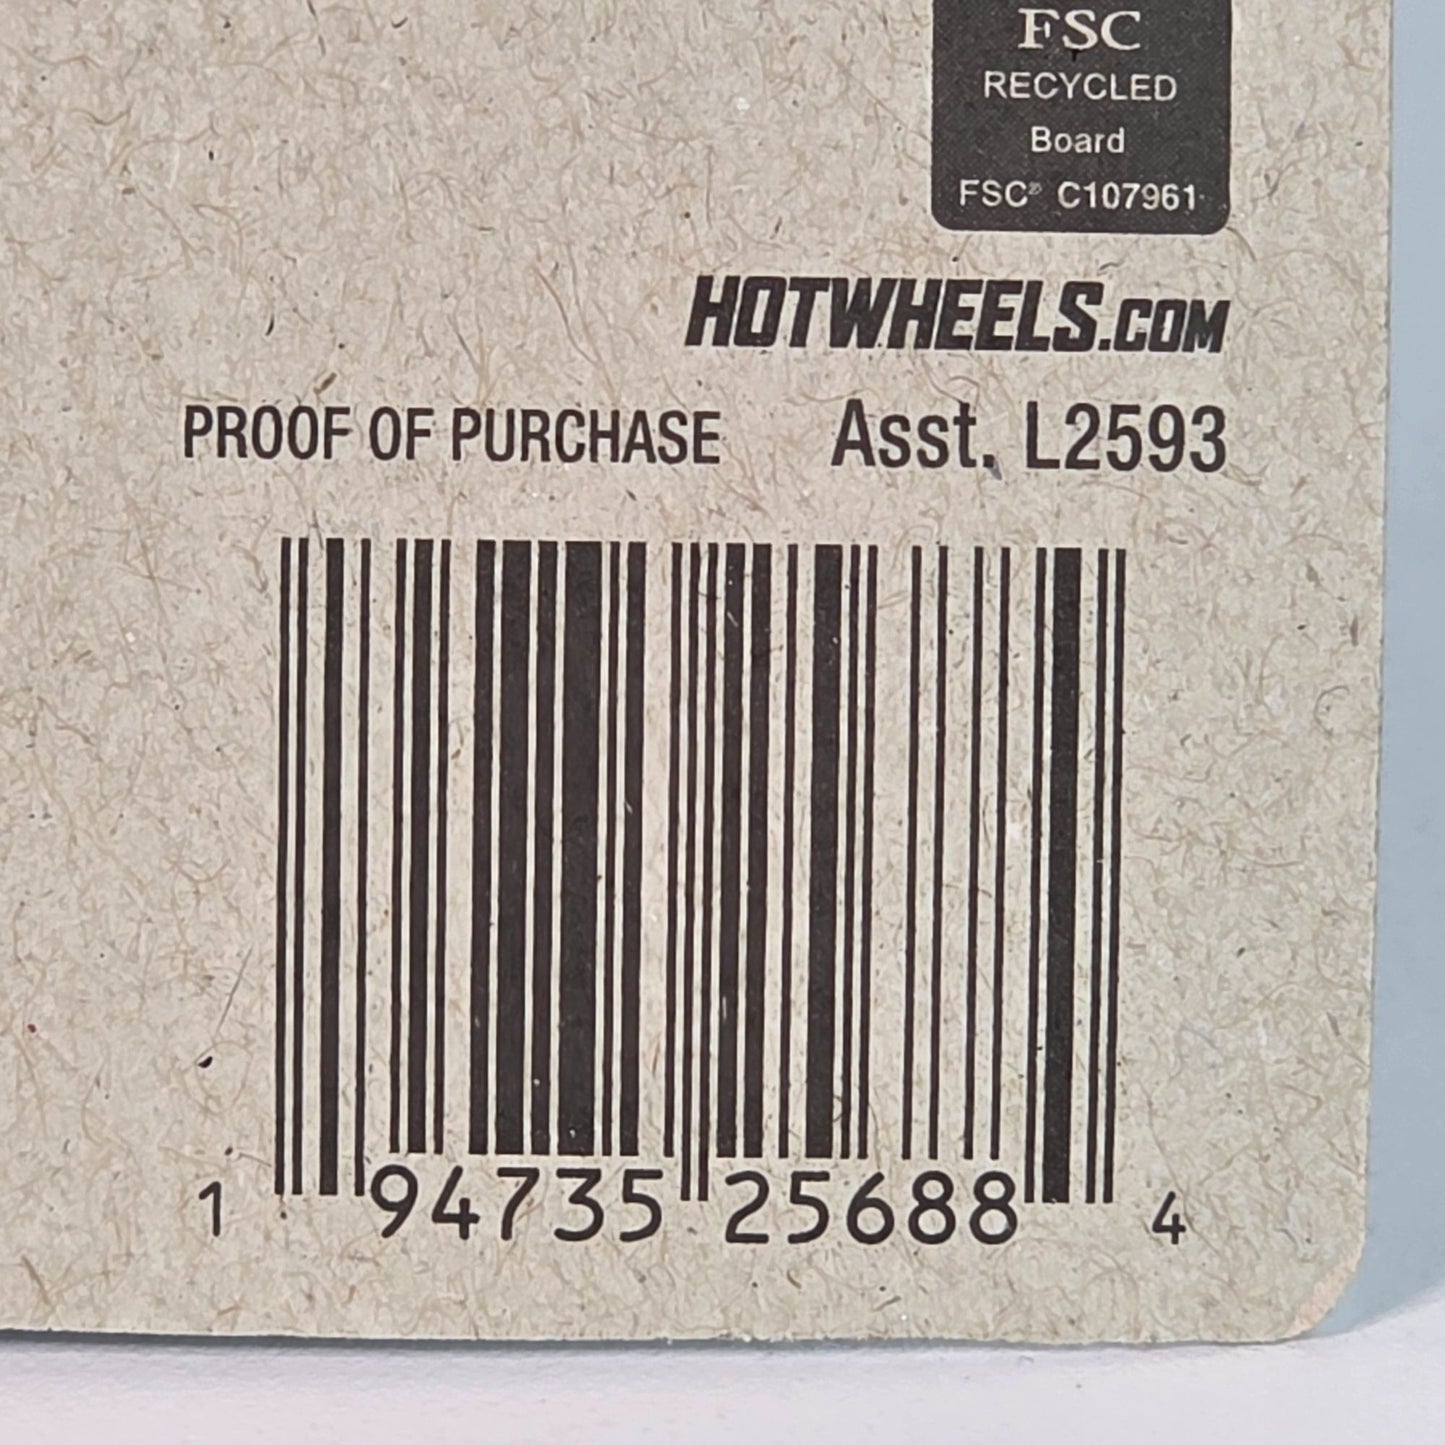 FSC
RECYCLED
Board
FSC® C107961
HOTWHEELS.COM
PROOF OF PURCHASE Asst. L2593
1 94735 25688 4